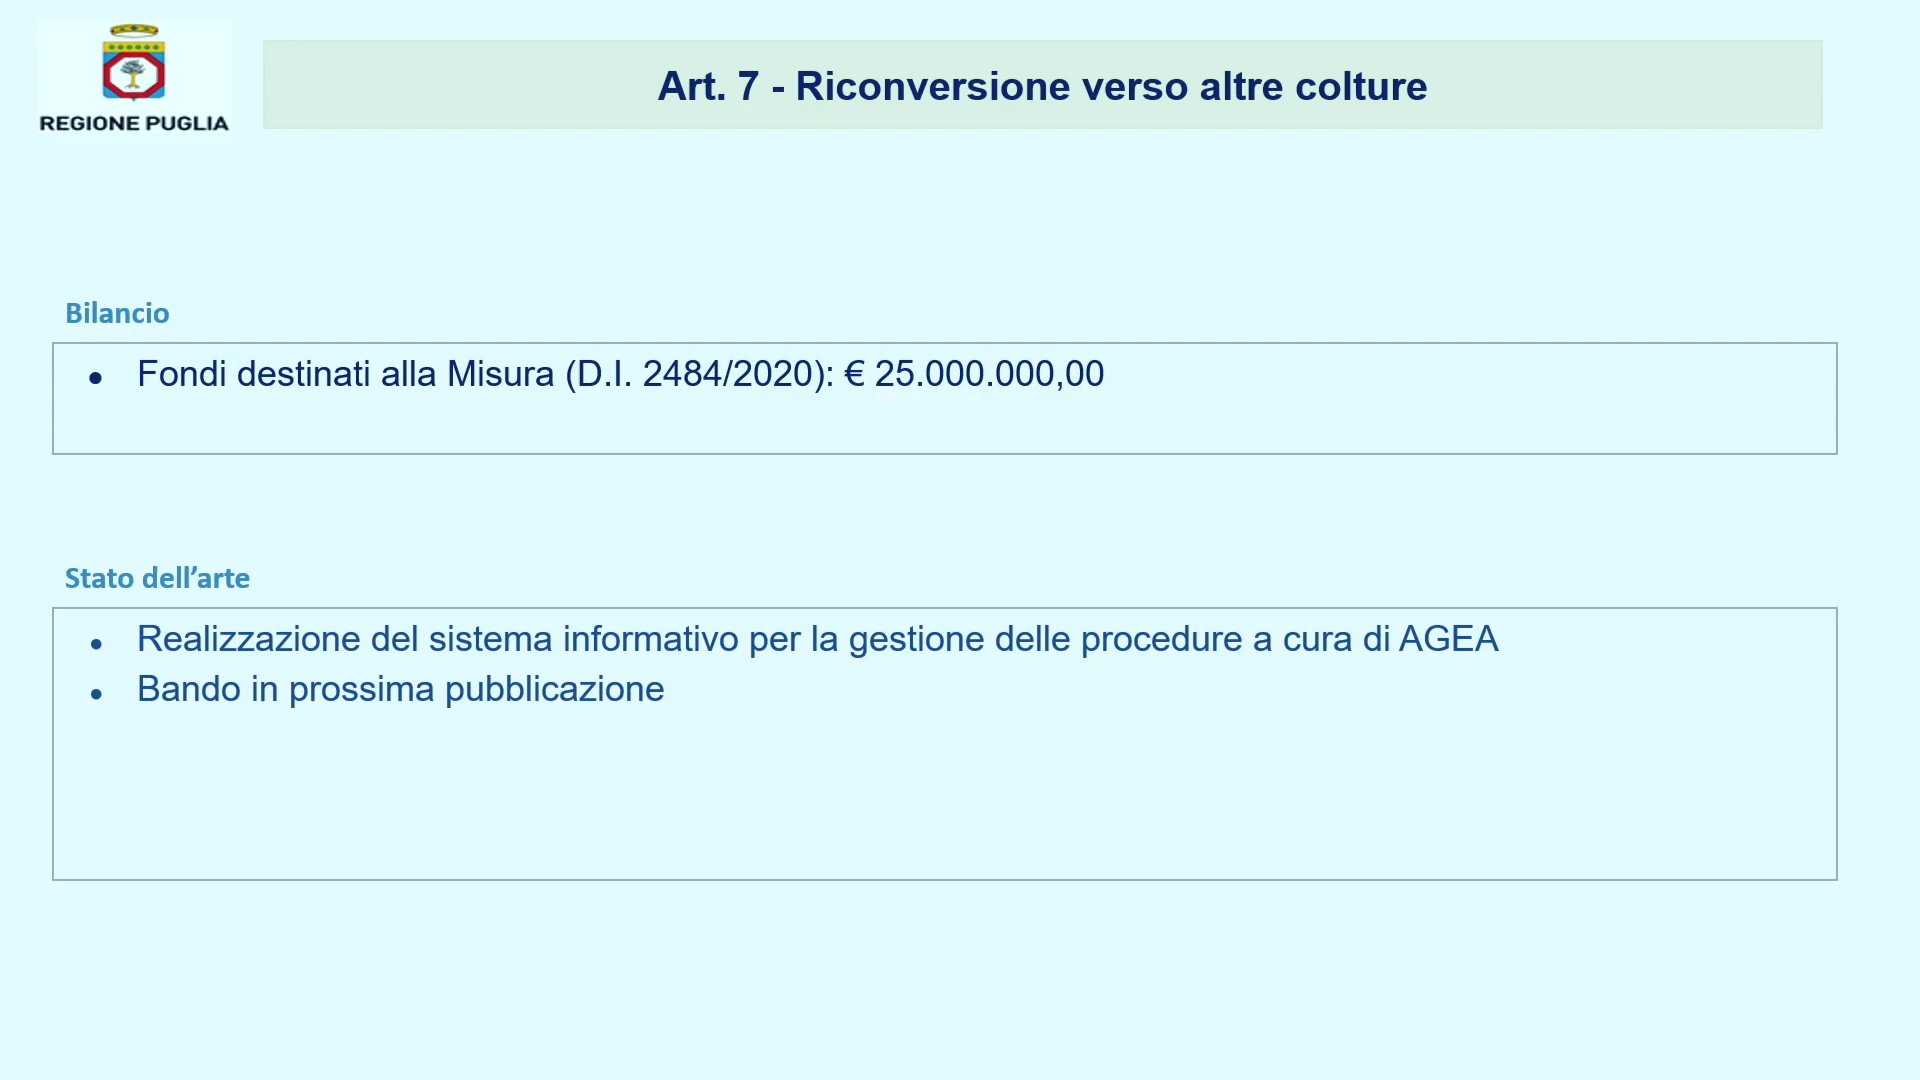 REGIONE PUGLIA
Art. 7 - Riconversione verso altre colture
Bilancio
● Fondi destinati alla Misura (D.I. 2484/2020): € 25.000.000,00
Stato dell’arte
● Realizzazione del sistema informativo per la gestione delle procedure a cura di AGEA
● Bando in prossima pubblicazione